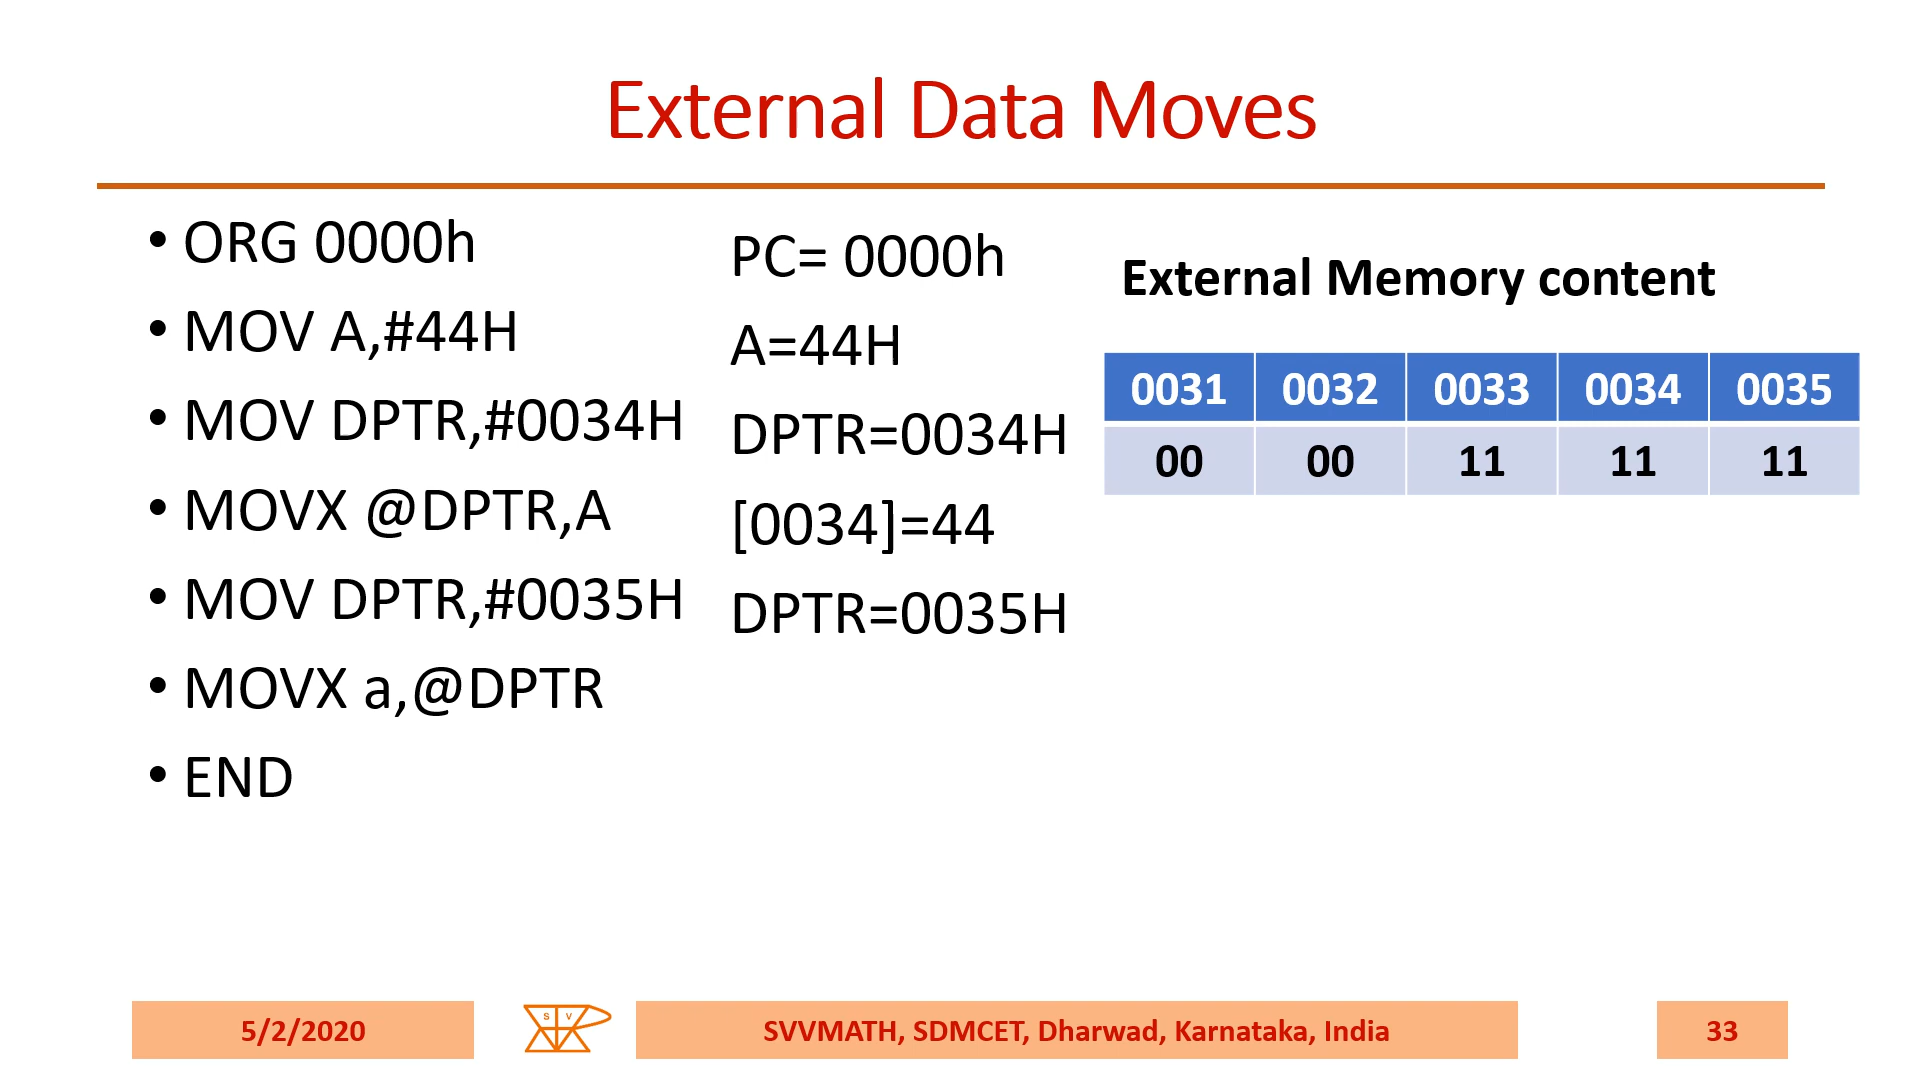 External Data Moves
• ORG 0000h
• MOV A,#44H
• MOV DPTR,#0034H
• MOVX @DPTR,A
• MOV DPTR,#0035H
• MOVX a,@DPTR
• END
PC= 0000h
A=44H
DPTR=0034H
[0034]=44
DPTR=0035H
External Memory content
0031 0032 0033 0034 0035
00 00 11 11 11
5/2/2020
S V
SVVMATH, SDMCET, Dharwad, Karnataka, India
33